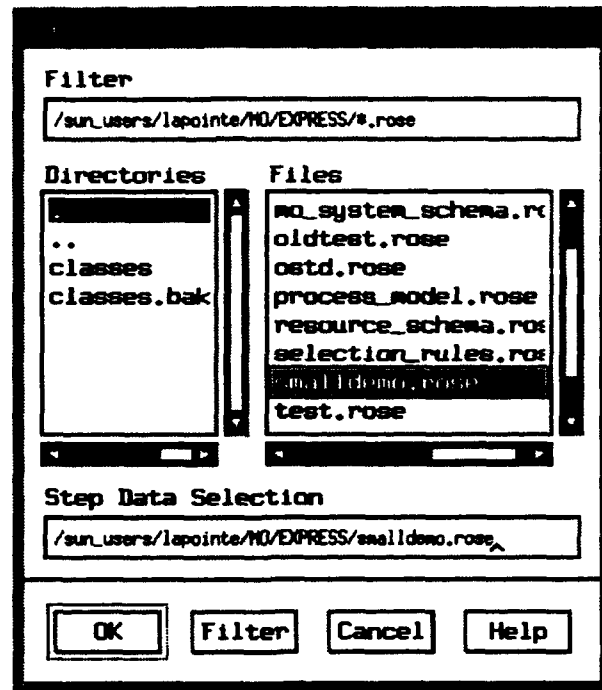 Filter
/sun_users/lapointe/MO/EXPRESS/*.rose
Directories
.
..
classes
classes.bak
Files
mo_system_schema.ro
oldtest.rose
ostd.rose
process_model.rose
resource_schema.ros
selection_rules.ros
smalldemo.rose
test.rose
Step Data Selection
/sun_users/lapointe/MO/EXPRESS/smalldemo.rose
OK Filter Cancel Help